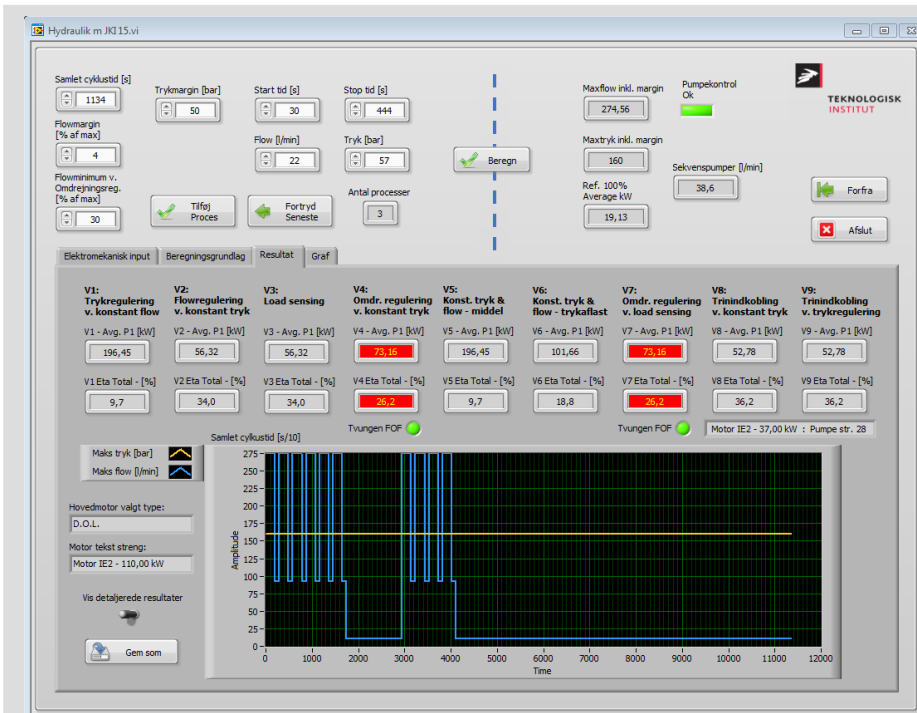 Hydraulik m JKI15.vi
Samlet cyklustid [s]
1134
Trykmargin [bar]
50
Start tid [s]
30
Stop tid [s]
444
Flowmargin
[% af max]
4
Flow [l/min]
22
Tryk [bar]
57
Flowminimum v.
Omdrejningsreg.
[% af max]
30
Tilføj
Proces
Fortryd
Seneste
Antal processer
3
Beregn
Maxflow inkl. margin
274,56
Pumpekontrol
Ok
Maxtryk inkl. margin
160
Ref. 100%
Average kW
19,13
Sekvenspumper [l/min]
38,6
TEKNOLOGISK
INSTITUT
Forfra
Afslut
Elektromekanisk input
Beregningsgrundlag
Resultat
Graf
V1:
Trykregulering
v. konstant flow
V2:
Flowregulering
v. konstant tryk
V3:
Load sensing
V4:
Omdr. regulering
v. konstant tryk
V5:
Konst. tryk &
flow - middel
V6:
Konst. tryk &
flow - trykaflast
V7:
Omdr. regulering
v. load sensing
V8:
Trinindkobling
v. konstant tryk
V9:
Trinindkobling
v. trykregulering
V1 - Avg. P1 [kW]
V2 - Avg. P1 [kW]
V3 - Avg. P1 [kW]
V4 - Avg. P1 [kW]
V5 - Avg. P1 [kW]
V6 - Avg. P1 [kW]
V7 - Avg. P1 [kW]
V8 - Avg. P1 [kW]
V9 - Avg. P1 [kW]
196,45
56,32
56,32
73,16
196,45
101,66
73,16
52,78
52,78
V1 Eta Total - [%]
V2 Eta Total - [%]
V3 Eta Total - [%]
V4 Eta Total - [%]
V5 Eta Total - [%]
V6 Eta Total - [%]
V7 Eta Total - [%]
V8 Eta Total - [%]
V9 Eta Total - [%]
9,7
34,0
34,0
26,2
9,7
18,8
26,2
36,2
36,2
Tvungen FOF
Tvungen FOF
Motor IE2 - 37,00 kW : Pumpe str. 28
Maks tryk [bar]
Maks flow [l/min]
Hovedmotor valgt type:
D.O.L.
Motor tekst streng:
Motor IE2 - 110,00 kW
Vis detaljerede resultater
Gem som
Samlet cylkustid [s/10]
Amplitude
275
250
225
200
175
150
125
100
75
50
25
0
0
1000
2000
3000
4000
5000
6000
7000
8000
9000
10000
11000
12000
Time